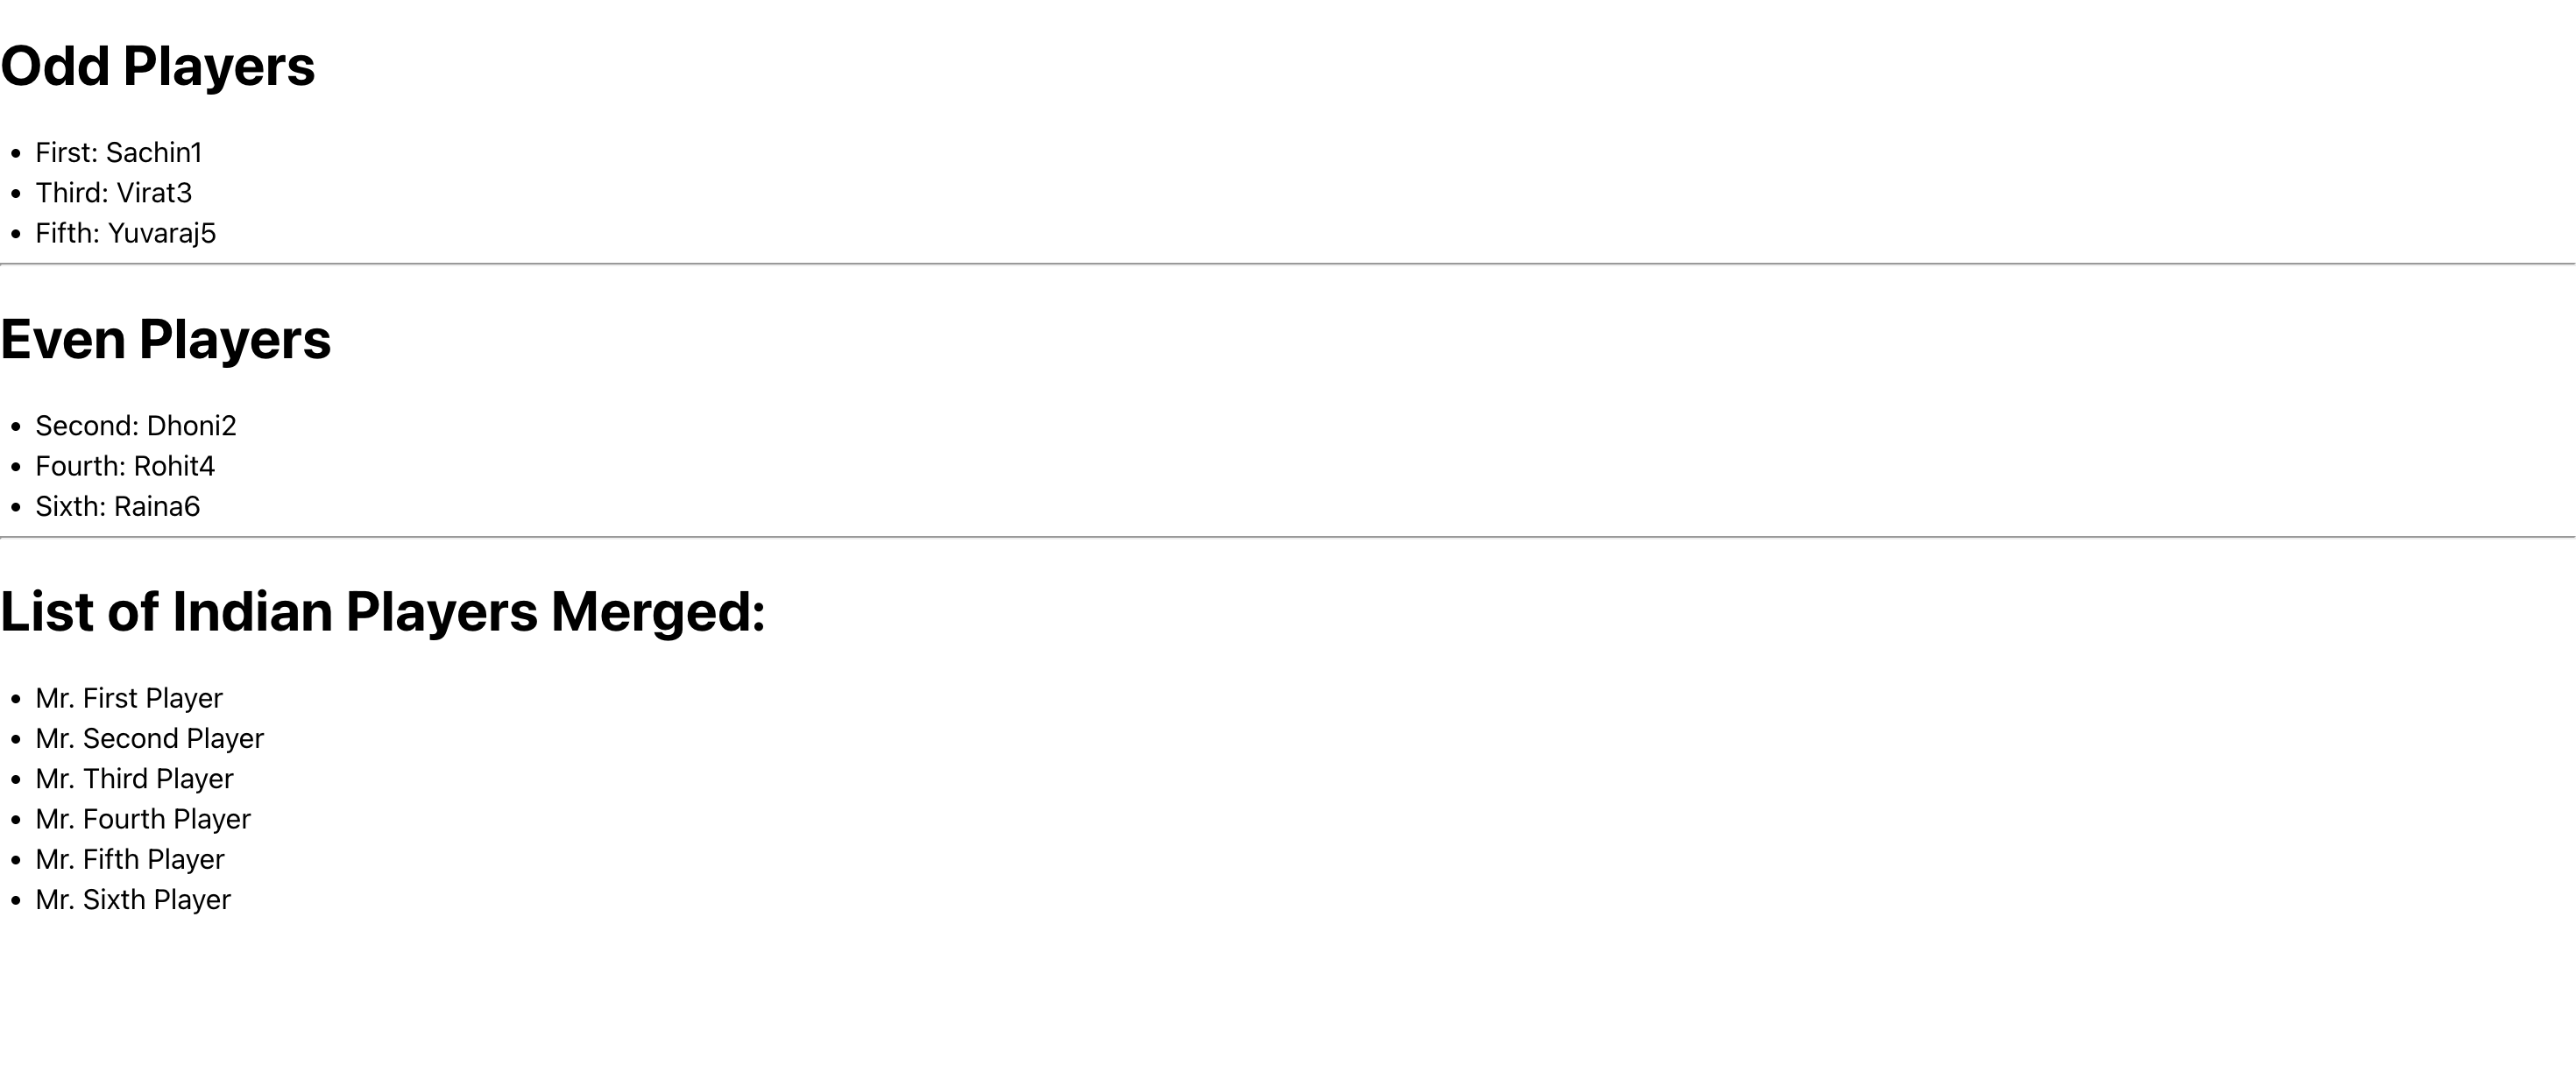 Odd Players
First: Sachin1
Third: Virat3
Fifth: Yuvaraj5
Even Players
Second: Dhoni2
Fourth: Rohit4
Sixth: Raina6
List of Indian Players Merged:
Mr. First Player
Mr. Second Player
Mr. Third Player
Mr. Fourth Player
Mr. Fifth Player
Mr. Sixth Player